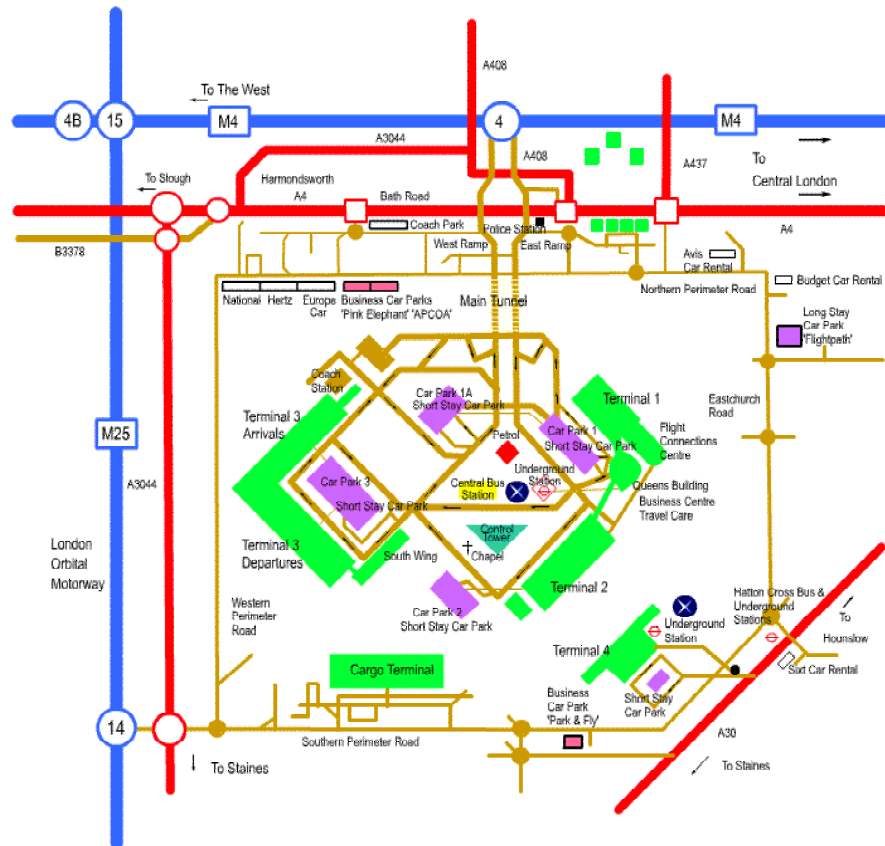 A408
To The West
4B
15
M4
4
M4
A3044
A408
A437
To
Central London
To Slough
Harmondsworth
A4
Bath Road
A4
Coach Park
Police Station
B3378
West Ramp
East Ramp
Avis
Car Rental
Budget Car Rental
National
Hertz
Europe
Car
Business Car Parks
'Pink Elephant' 'APCOA'
Main Tunnel
Northern Perimeter Road
Long Stay
Car Park
'Flightpath'
Coach
Station
Car Park 1A
Short Stay Car Park
Terminal 1
Eastchurch
Road
Terminal 3
Arrivals
M25
Petrol
Car Park 1
Short Stay Car Park
Flight
Connections
Centre
A3044
Car Park 3
Short Stay Car Park
Central Bus
Station
Underground
Station
Queens Building
Business Centre
Travel Care
London
Orbital
Motorway
Terminal 3
Departures
South Wing
Control
Tower
Chapel
Terminal 2
Western
Perimeter
Road
Car Park 2
Short Stay Car Park
Hatton Cross Bus &
Underground
Stations
To
Hounslow
Underground
Station
Terminal 4
Sixt Car Rental
Cargo Terminal
Short Stay
Car Park
Business
Car Park
'Park & Fly'
14
Southern Perimeter Road
A30
To Staines
To Staines